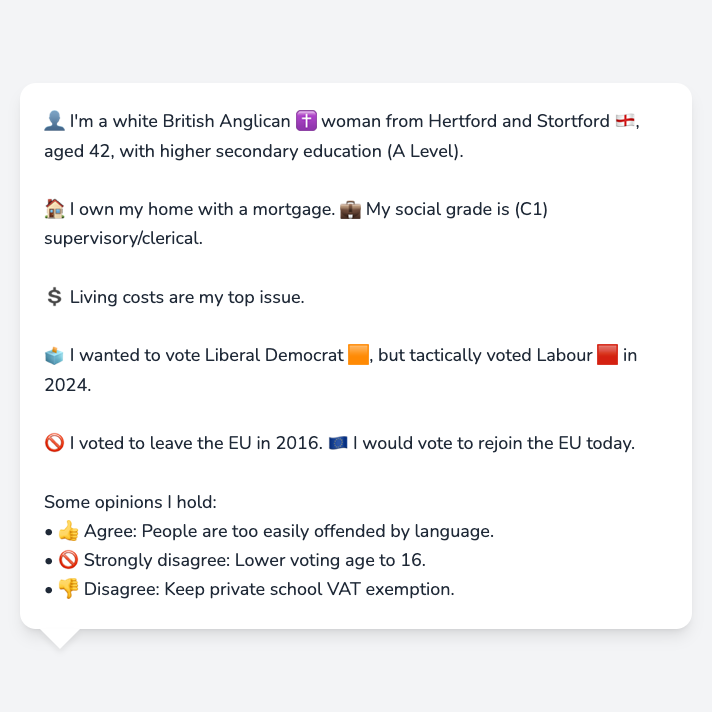 👤 I'm a white British Anglican ✝️ woman from Hertford and Stortford 🏴󠁧󠁢󠁥󠁮󠁧󠁿,
aged 42, with higher secondary education (A Level).
🏠 I own my home with a mortgage. 💼 My social grade is (C1)
supervisory/clerical.
💲 Living costs are my top issue.
🗳️ I wanted to vote Liberal Democrat 🟧, but tactically voted Labour 🟥 in
2024.
🚫 I voted to leave the EU in 2016. 🇪🇺 I would vote to rejoin the EU today.
Some opinions I hold:
• 👍 Agree: People are too easily offended by language.
• 🚫 Strongly disagree: Lower voting age to 16.
• 👎 Disagree: Keep private school VAT exemption.